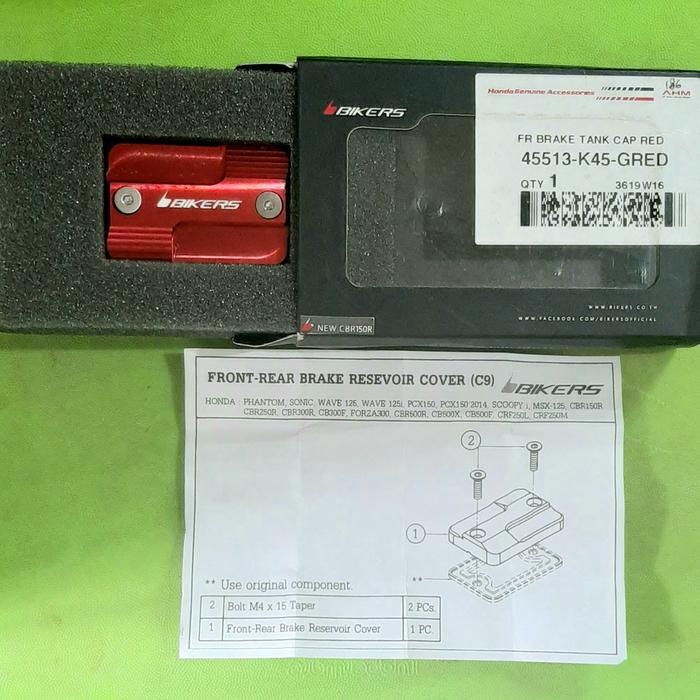 BIKERS
Honda Genuine Accessories
AHM
FR BRAKE TANK CAP RED
45513-K45-GRED
QTY 1 3619W16
BIKERS
WWW.BIKERS.CO.TH
WWW.FACEBOOK.COM/BIKERSOFFICIAL
NEW CBR150R
FRONT-REAR BRAKE RESEVOIR COVER (C9) BIKERS
HONDA : PHANTOM, SONIC, WAVE 125, WAVE 125i, PCX150, PCX150'2014, SCOOPY i, MSX-125, CBR150R
CBR250R, CBR300R, CB300F, FORZA300, CBR500R, CB500X, CB500F, CRF250L, CRF250M
2
1
**
** Use original component.
2 Bolt M4 x 15 Taper 2 PCs.
1 Front-Rear Brake Reservoir Cover 1 PC.